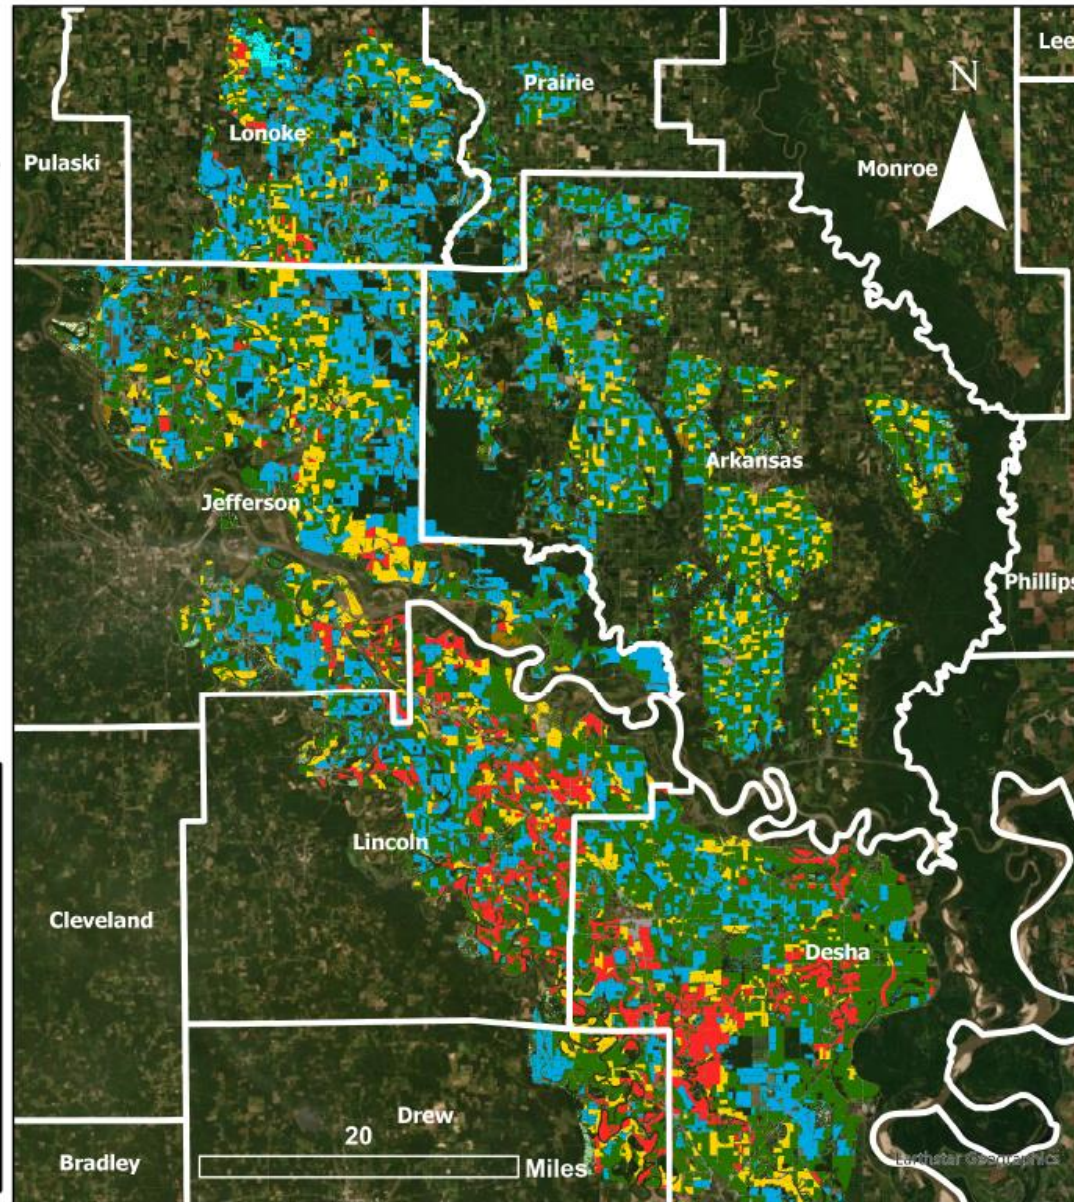 Lee
Prairie
N
Lonoke
Pulaski
Monroe
Arkansas
Jefferson
Phillips
Lincoln
Cleveland
Desha
Drew
20
Bradley
Miles
Earthstar Geographics